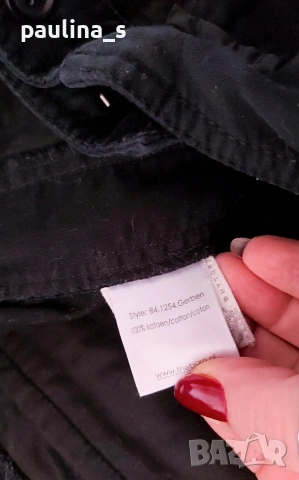 paulina_s
Style: 84.1254.Gerben
100% katoen/cotton/coton
BAZAR